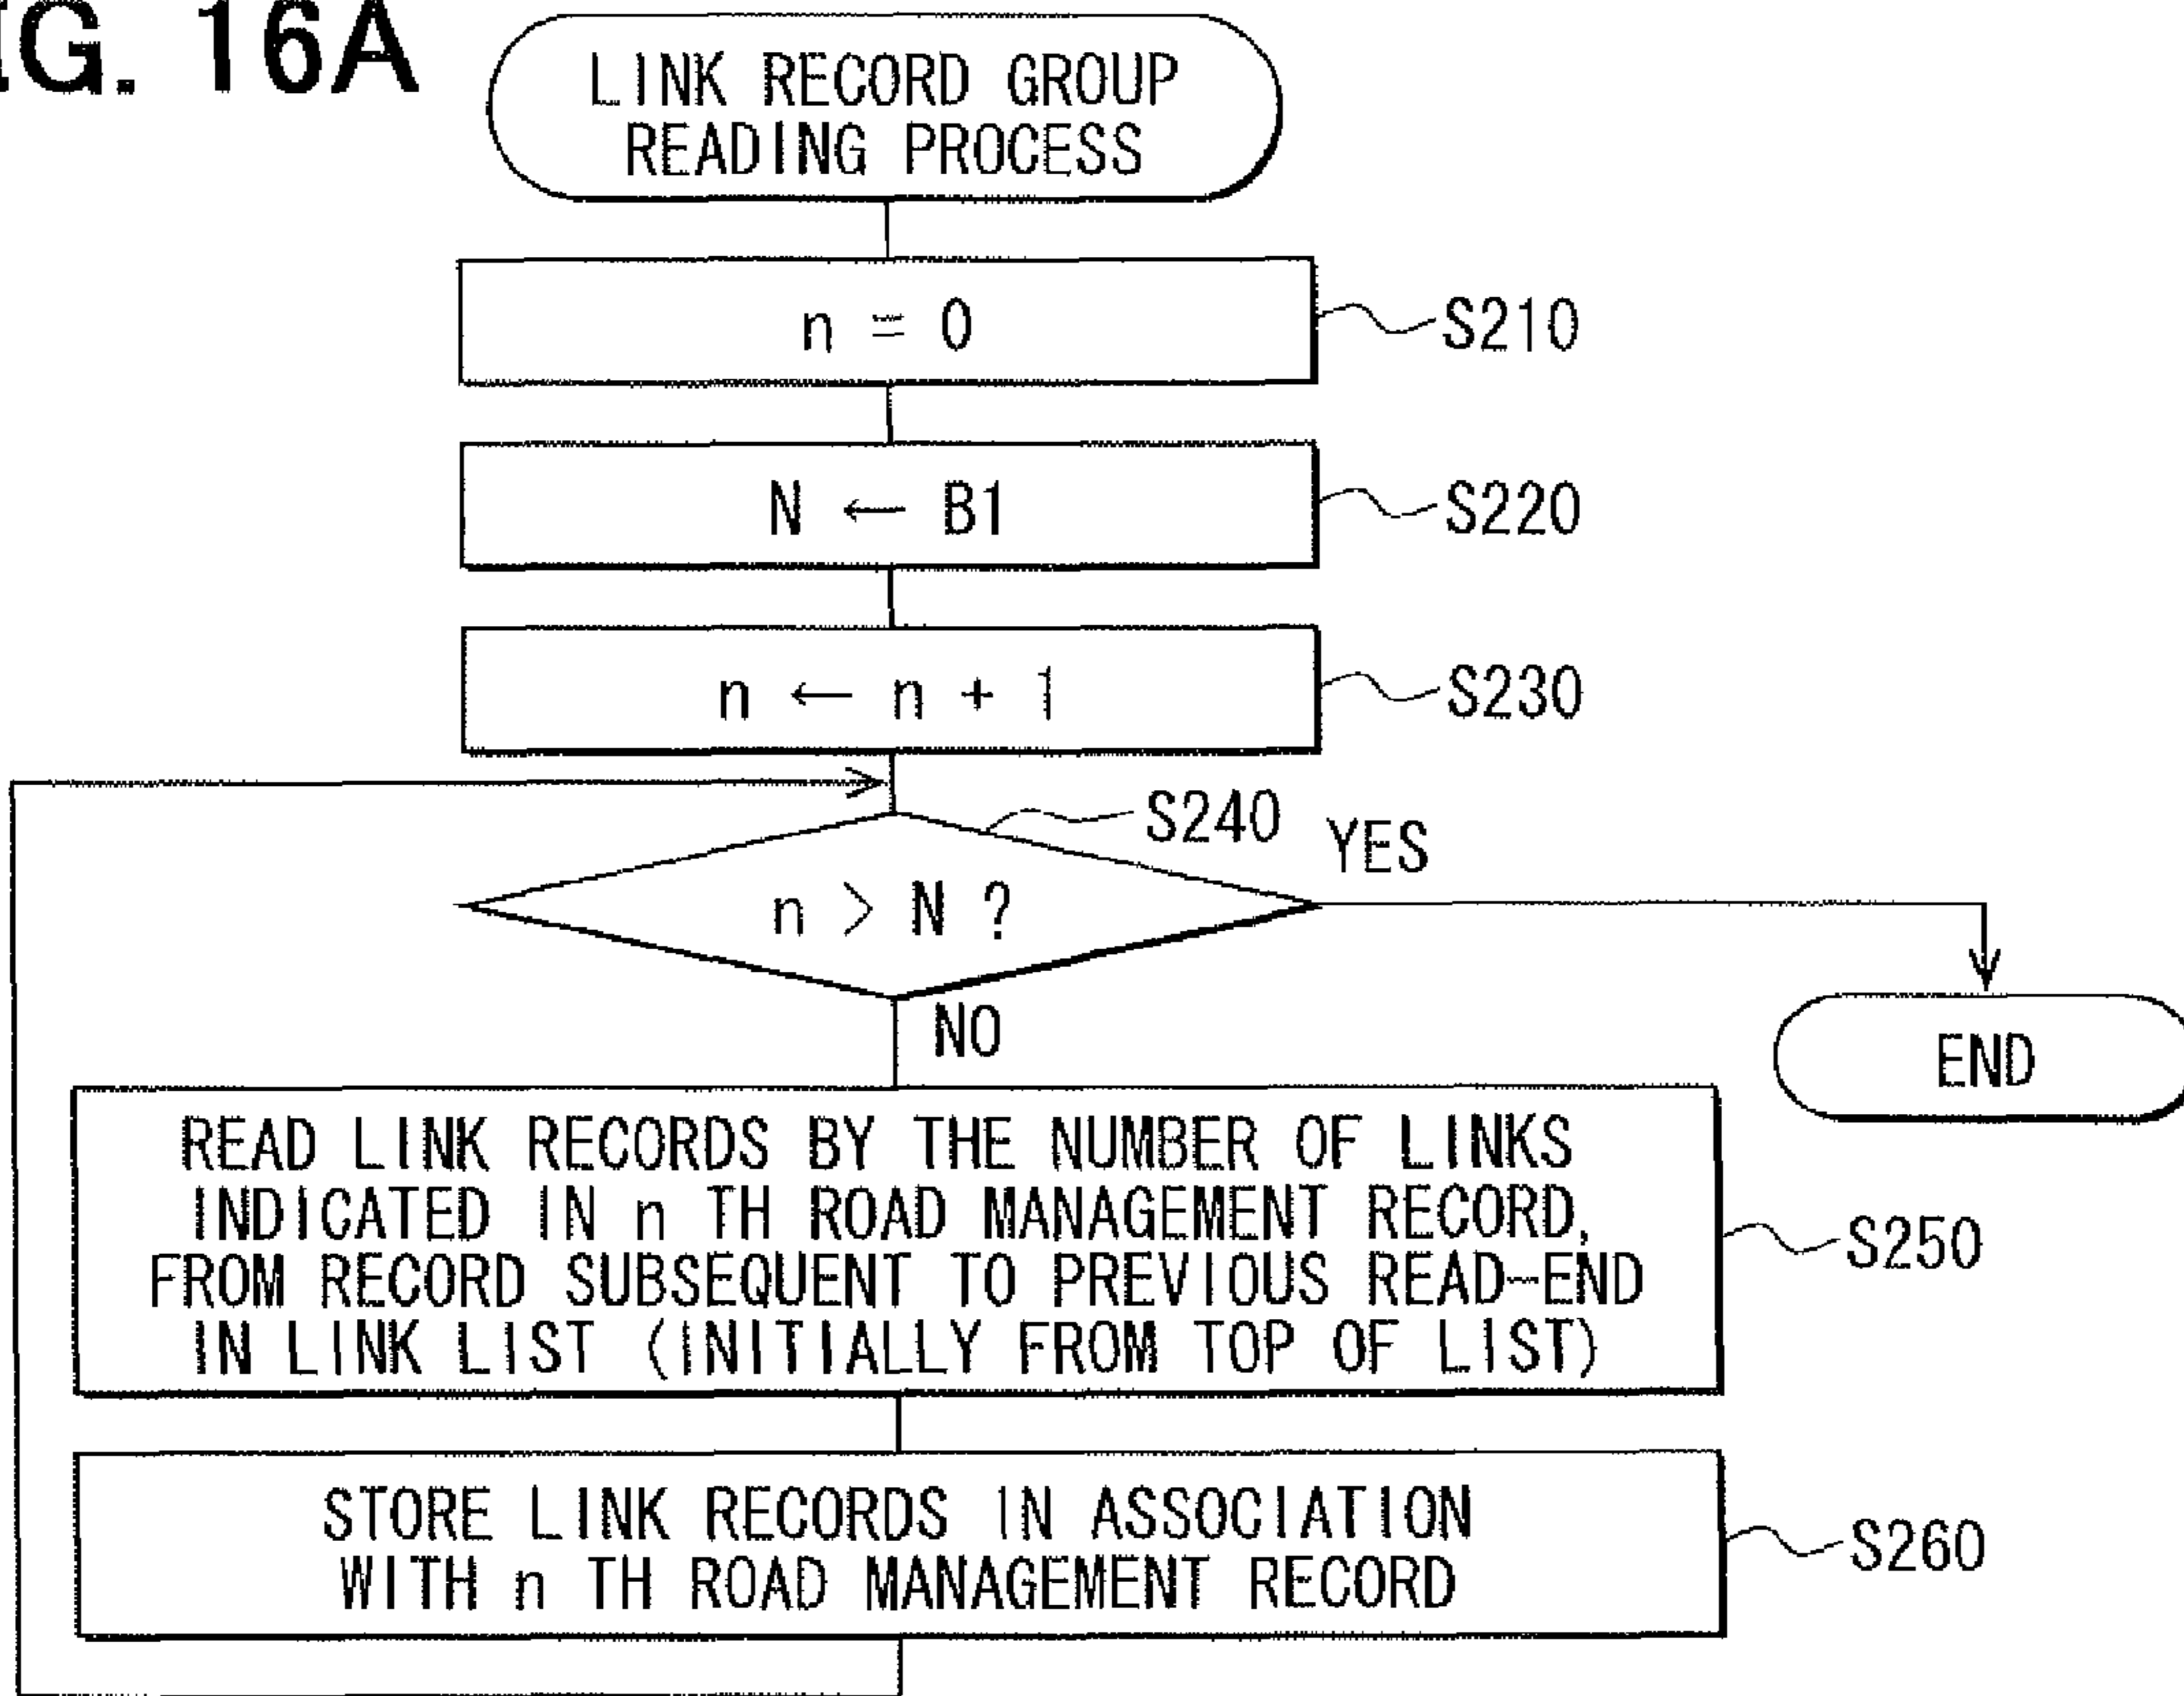 G. 16A
LINK RECORD GROUP
READING PROCESS
n = 0
S210
N ← B1
S220
n ← n + 1
S230
S240
YES
n > N ?
NO
END
READ LINK RECORDS BY THE NUMBER OF LINKS
INDICATED IN n TH ROAD MANAGEMENT RECORD,
FROM RECORD SUBSEQUENT TO PREVIOUS READ-END
IN LINK LIST (INITIALLY FROM TOP OF LIST)
S250
STORE LINK RECORDS IN ASSOCIATION
WITH n TH ROAD MANAGEMENT RECORD
S260